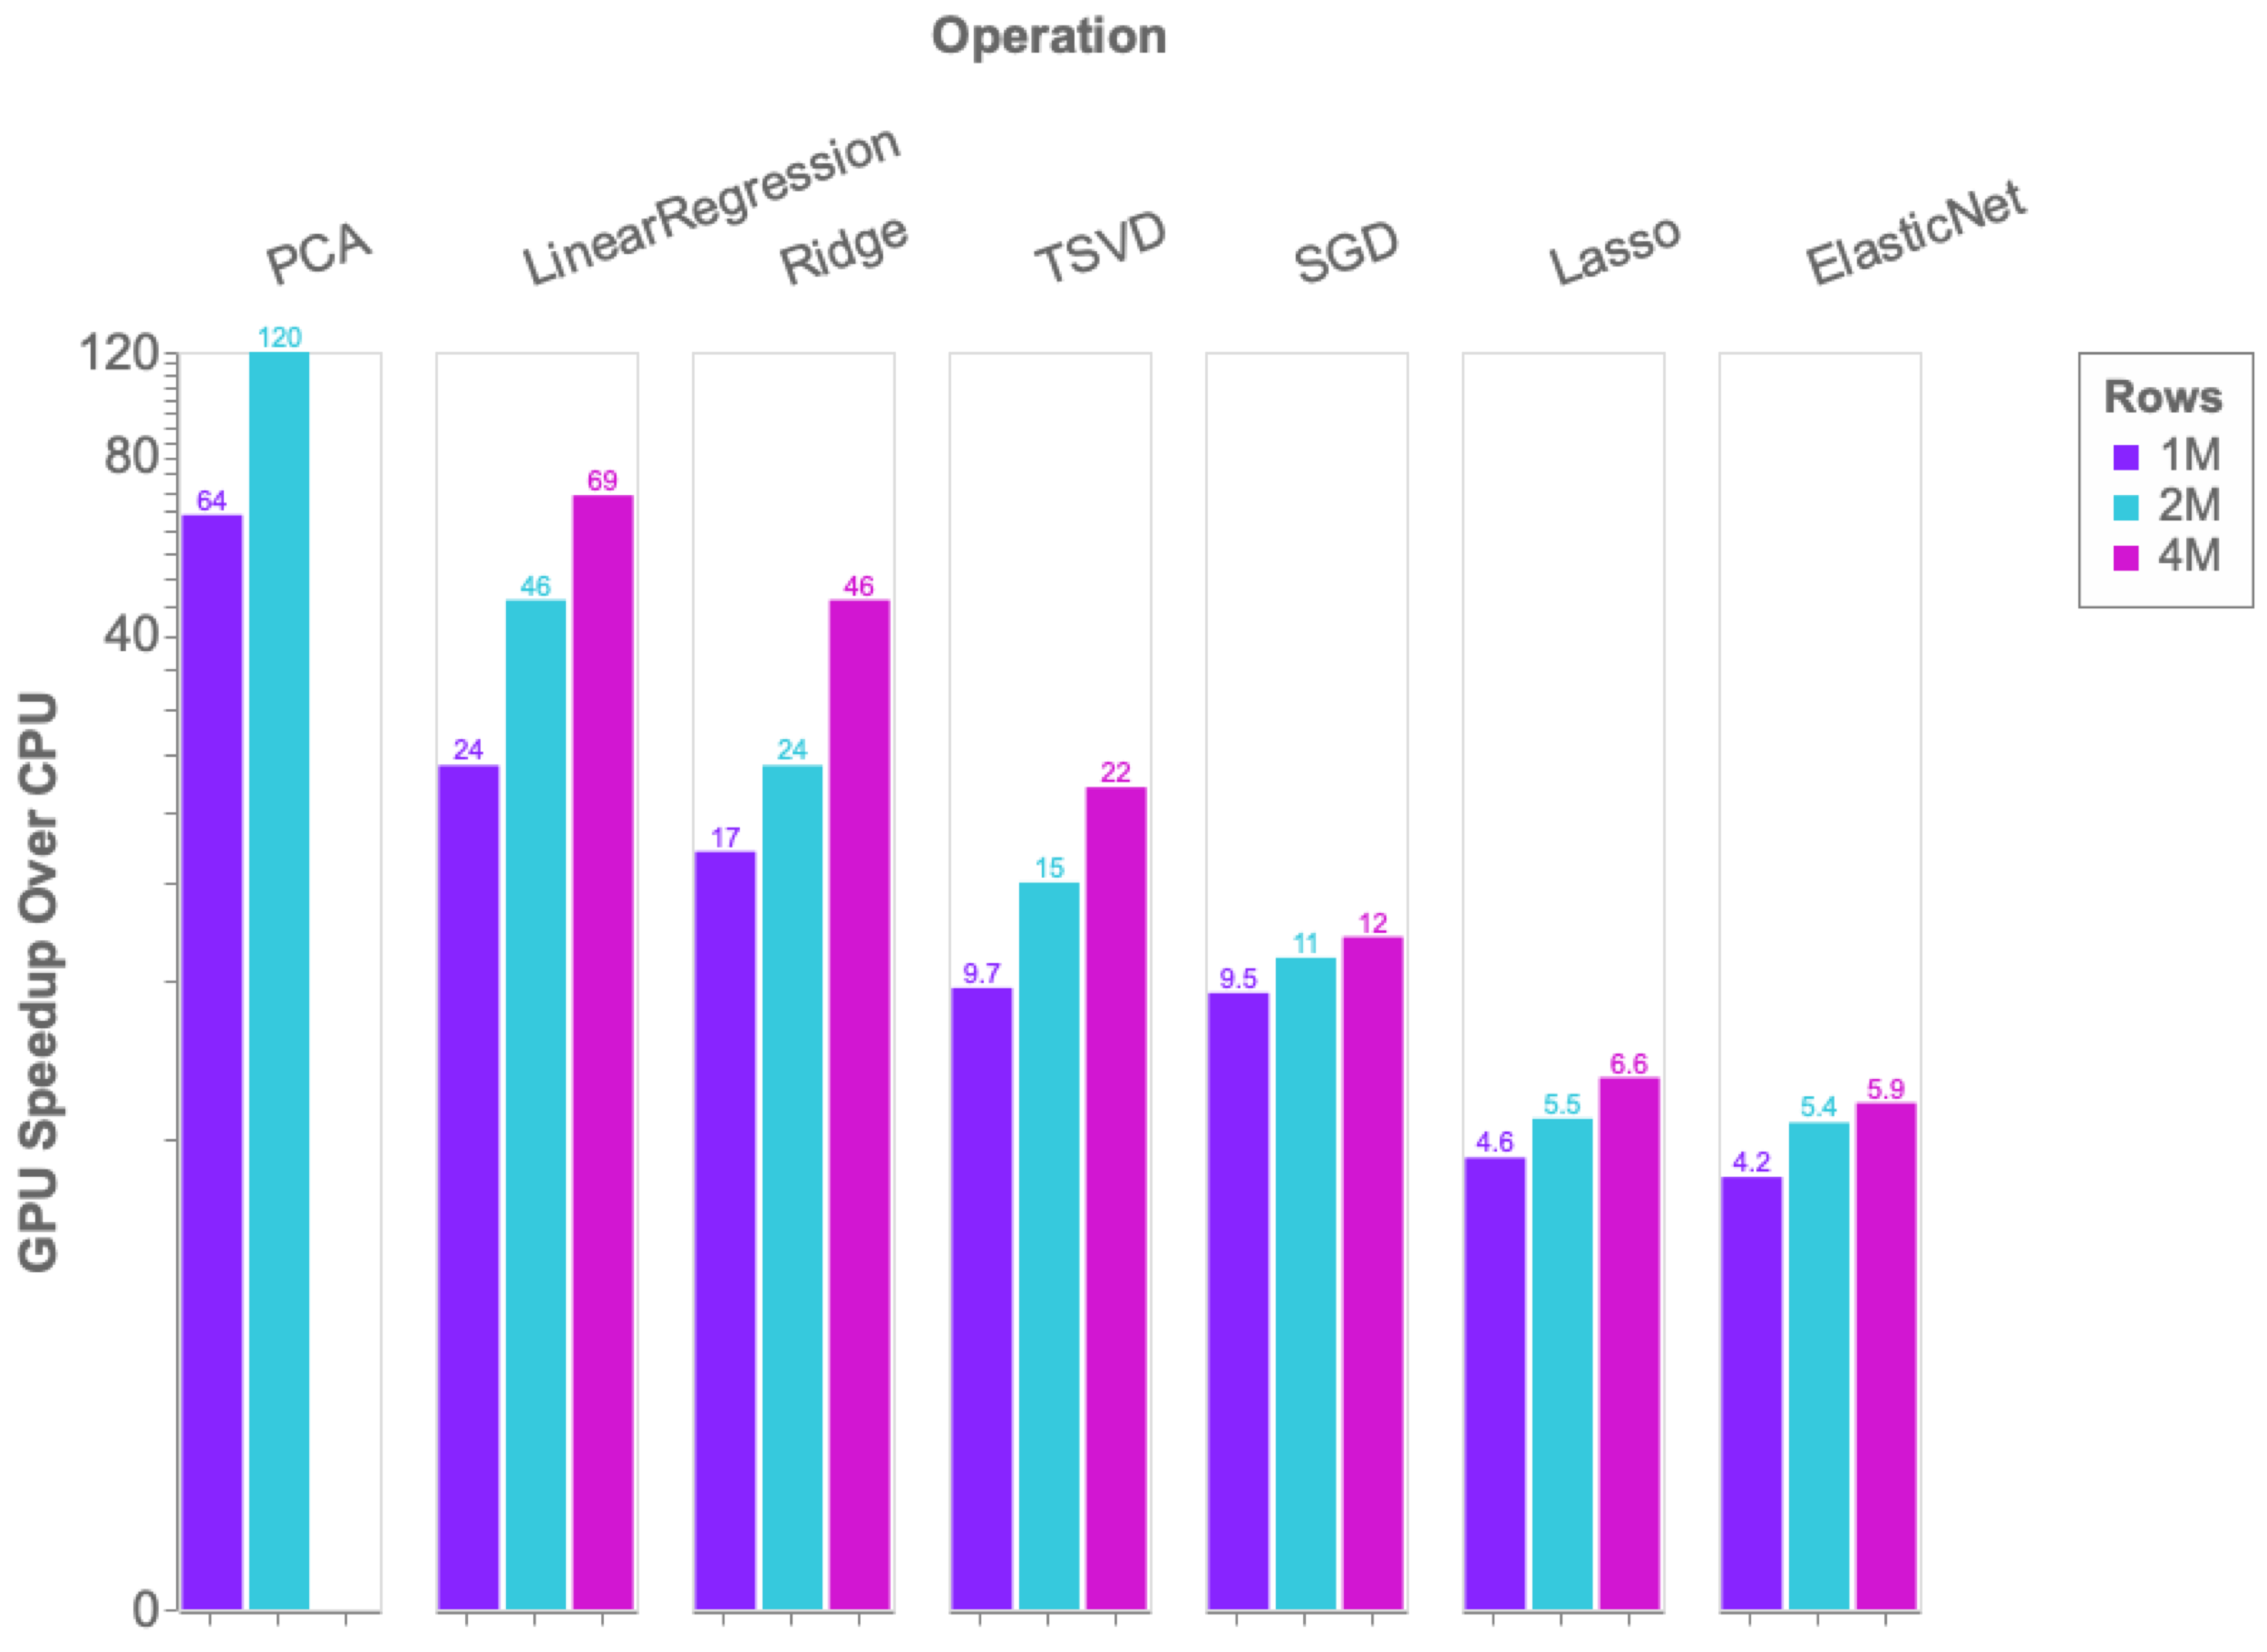 Operation
PCA
LinearRegression
Ridge
TSVD
SGD
Lasso
ElasticNet
GPU Speedup Over CPU
120
80
40
0
64
120
24
46
69
17
24
46
9.7
15
22
9.5
11
12
4.6
5.5
6.6
4.2
5.4
5.9
Rows
1M
2M
4M